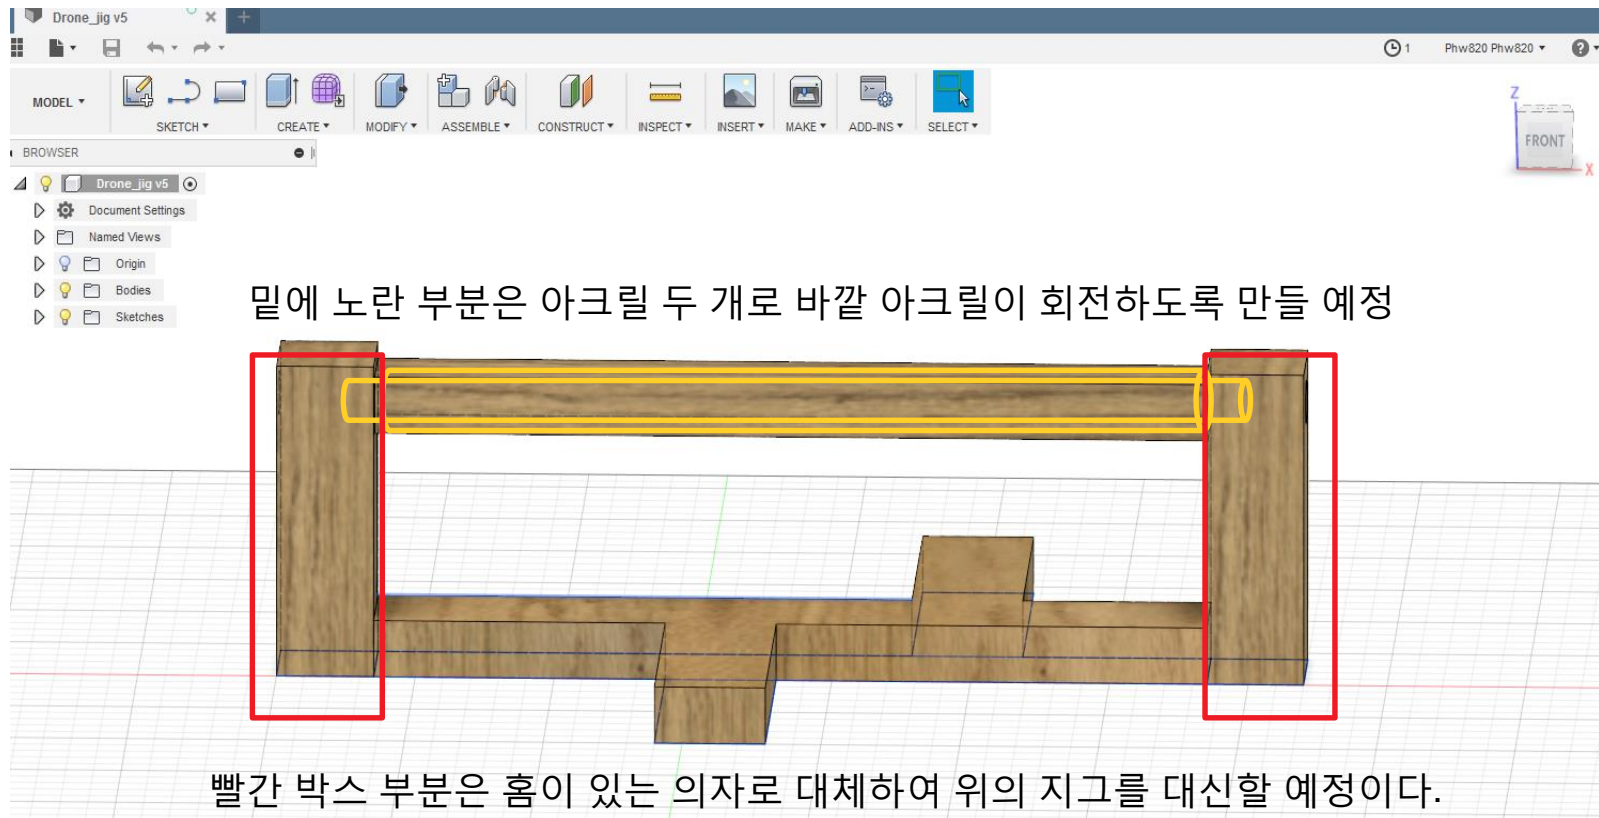 Drone_jig v5
1
Phw820 Phw820
MODEL
SKETCH
CREATE
MODIFY
ASSEMBLE
CONSTRUCT
INSPECT
INSERT
MAKE
ADD-INS
SELECT
Z
FRONT
X
BROWSER
Drone_jig v5
Document Settings
Named Views
Origin
Bodies
Sketches
밑에 노란 부분은 아크릴 두 개로 바깥 아크릴이 회전하도록 만들 예정
빨간 박스 부분은 홈이 있는 의자로 대체하여 위의 지그를 대신할 예정이다.